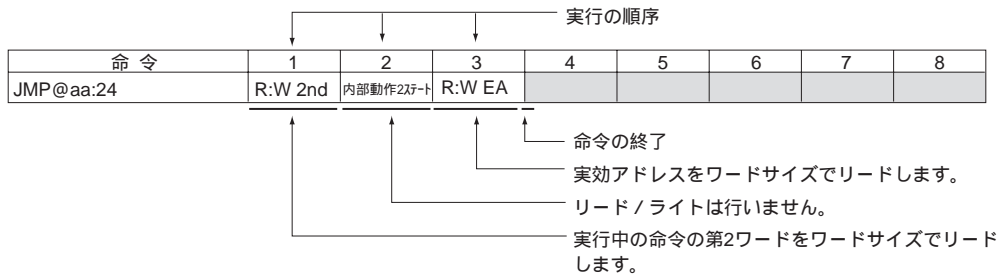 実行の順序
命 令 1 2 3 4 5 6 7 8
JMP@aa:24 R:W 2nd 内部動作2ステート R:W EA
命令の終了
実効アドレスをワードサイズでリードします。
リード / ライトは行いません。
実行中の命令の第2ワードをワードサイズでリード
します。